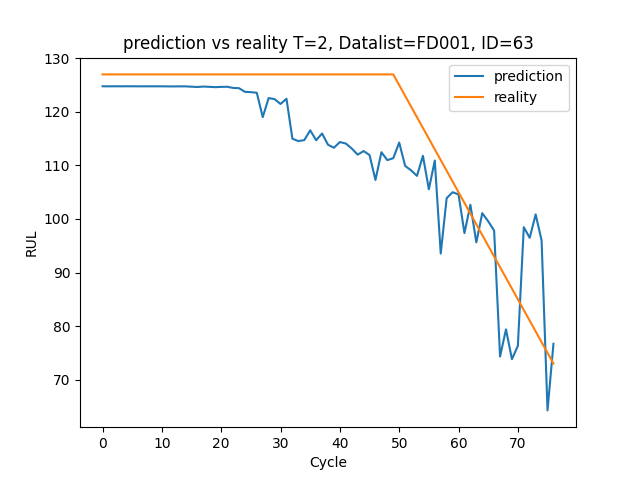 prediction vs reality T=2, Datalist=FD001, ID=63
130
120
110
100
90
80
70
RUL
prediction
reality
0 10 20 30 40 50 60 70
Cycle